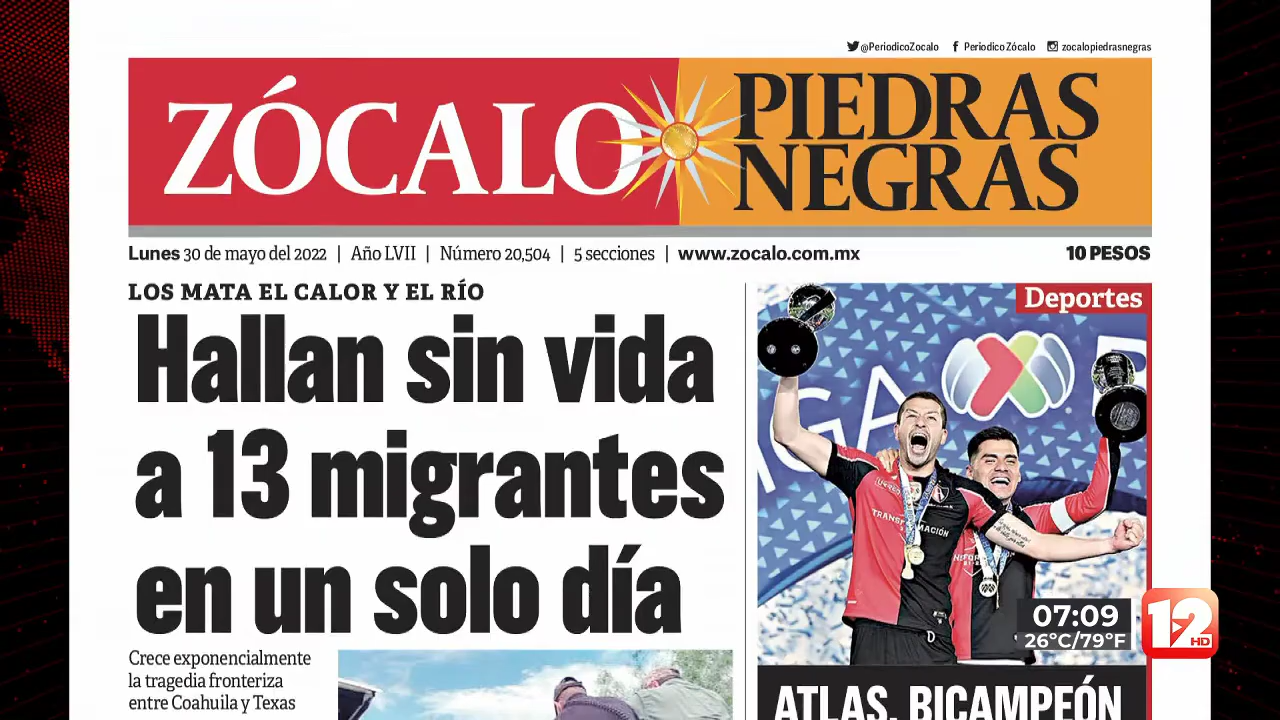 @PeriodicoZocalo
Periodico Zócalo
zocalopiedrasnegras
ZÓCALO
PIEDRAS
NEGRAS
Lunes 30 de mayo del 2022 | Año LVII | Número 20,504 | 5 secciones | www.zocalo.com.mx
10 PESOS
LOS MATA EL CALOR Y EL RÍO
Hallan sin vida
a 13 migrantes
en un solo día
Crece exponencialmente
la tragedia fronteriza
entre Coahuila y Texas
Deportes
TRANSFORMACIÓN
ATLAS, BICAMPEÓN
07:09
26°C/79°F
12
HD